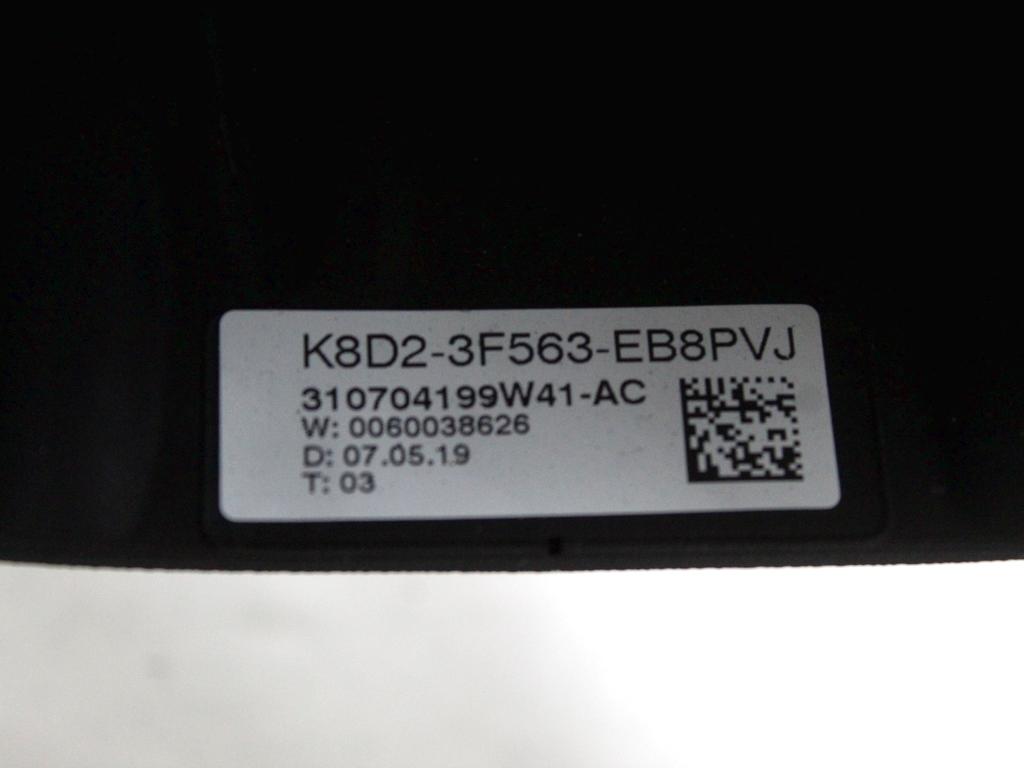 K8D2-3F563-EB8PVJ
310704199W41-AC
W: 0060038626
D: 07.05.19
T: 03